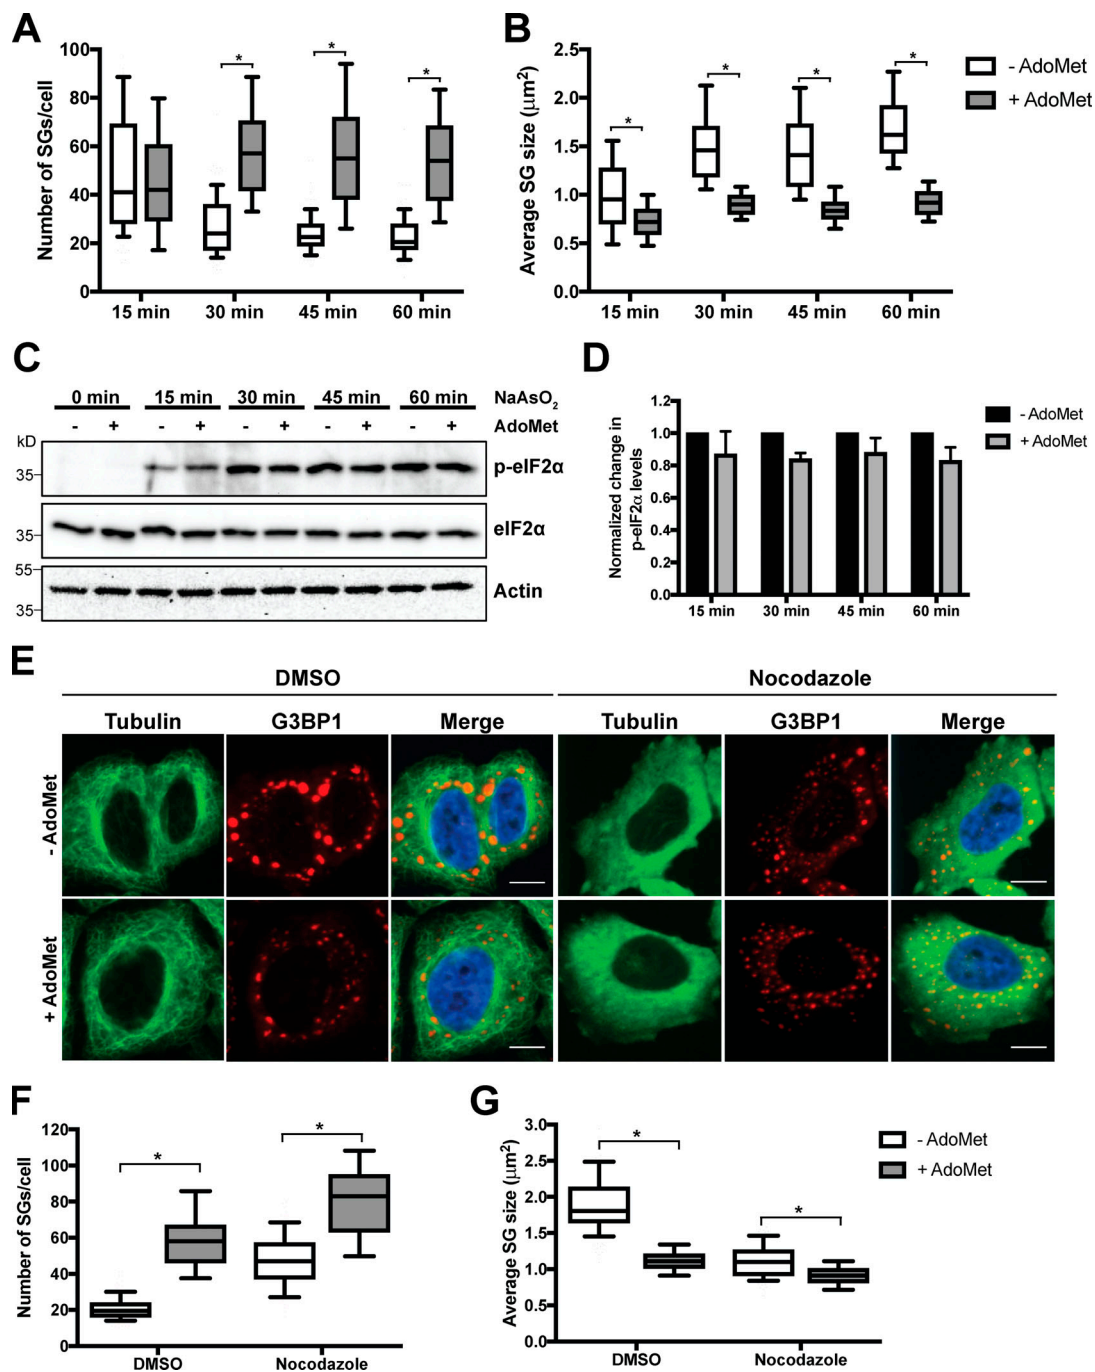 A
Number of SGs/cell
100
80
60
40
20
0
*
*
*
15 min
30 min
45 min
60 min
B
Average SG size (μm²)
2.5
2.0
1.5
1.0
0.5
0.0
*
*
*
*
15 min
30 min
45 min
60 min
- AdoMet
+ AdoMet
C
0 min 15 min 30 min 45 min 60 min NaAsO₂
- + - + - + - + - + AdoMet
kD
35
p-eIF2α
35
eIF2α
55
35
Actin
D
Normalized change in
p-eIF2α levels
1.2
1.0
0.8
0.6
0.4
0.2
0.0
15 min
30 min
45 min
60 min
- AdoMet
+ AdoMet
E
DMSO Nocodazole
Tubulin G3BP1 Merge Tubulin G3BP1 Merge
- AdoMet
+ AdoMet
F
Number of SGs/cell
120
100
80
60
40
20
0
*
*
DMSO
Nocodazole
G
Average SG size (μm²)
3.0
2.5
2.0
1.5
1.0
0.5
0.0
*
*
DMSO
Nocodazole
- AdoMet
+ AdoMet